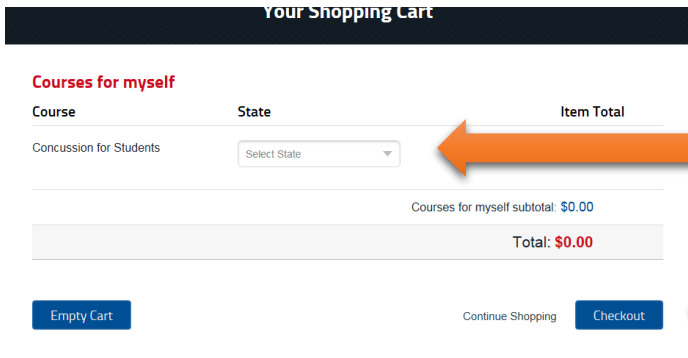 Your Shopping Cart
Courses for myself
Course State Item Total
Concussion for Students Select State
Courses for myself subtotal: $0.00
Total: $0.00
Empty Cart Continue Shopping Checkout